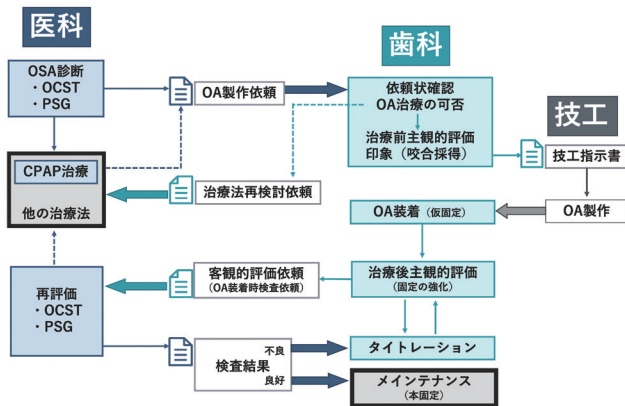 医科
歯科
技工
OSA診断
・OCST
・PSG
OA製作依頼
依頼状確認
OA治療の可否
治療前主観的評価
印象（咬合採得）
技工指示書
CPAP治療
他の治療法
治療法再検討依頼
OA装着（仮固定）
OA製作
再評価
・OCST
・PSG
客観的評価依頼
(OA装着時検査依頼)
治療後主観的評価
(固定の強化)
検査結果
不良
良好
タイトレーション
メインテナンス
(本固定)